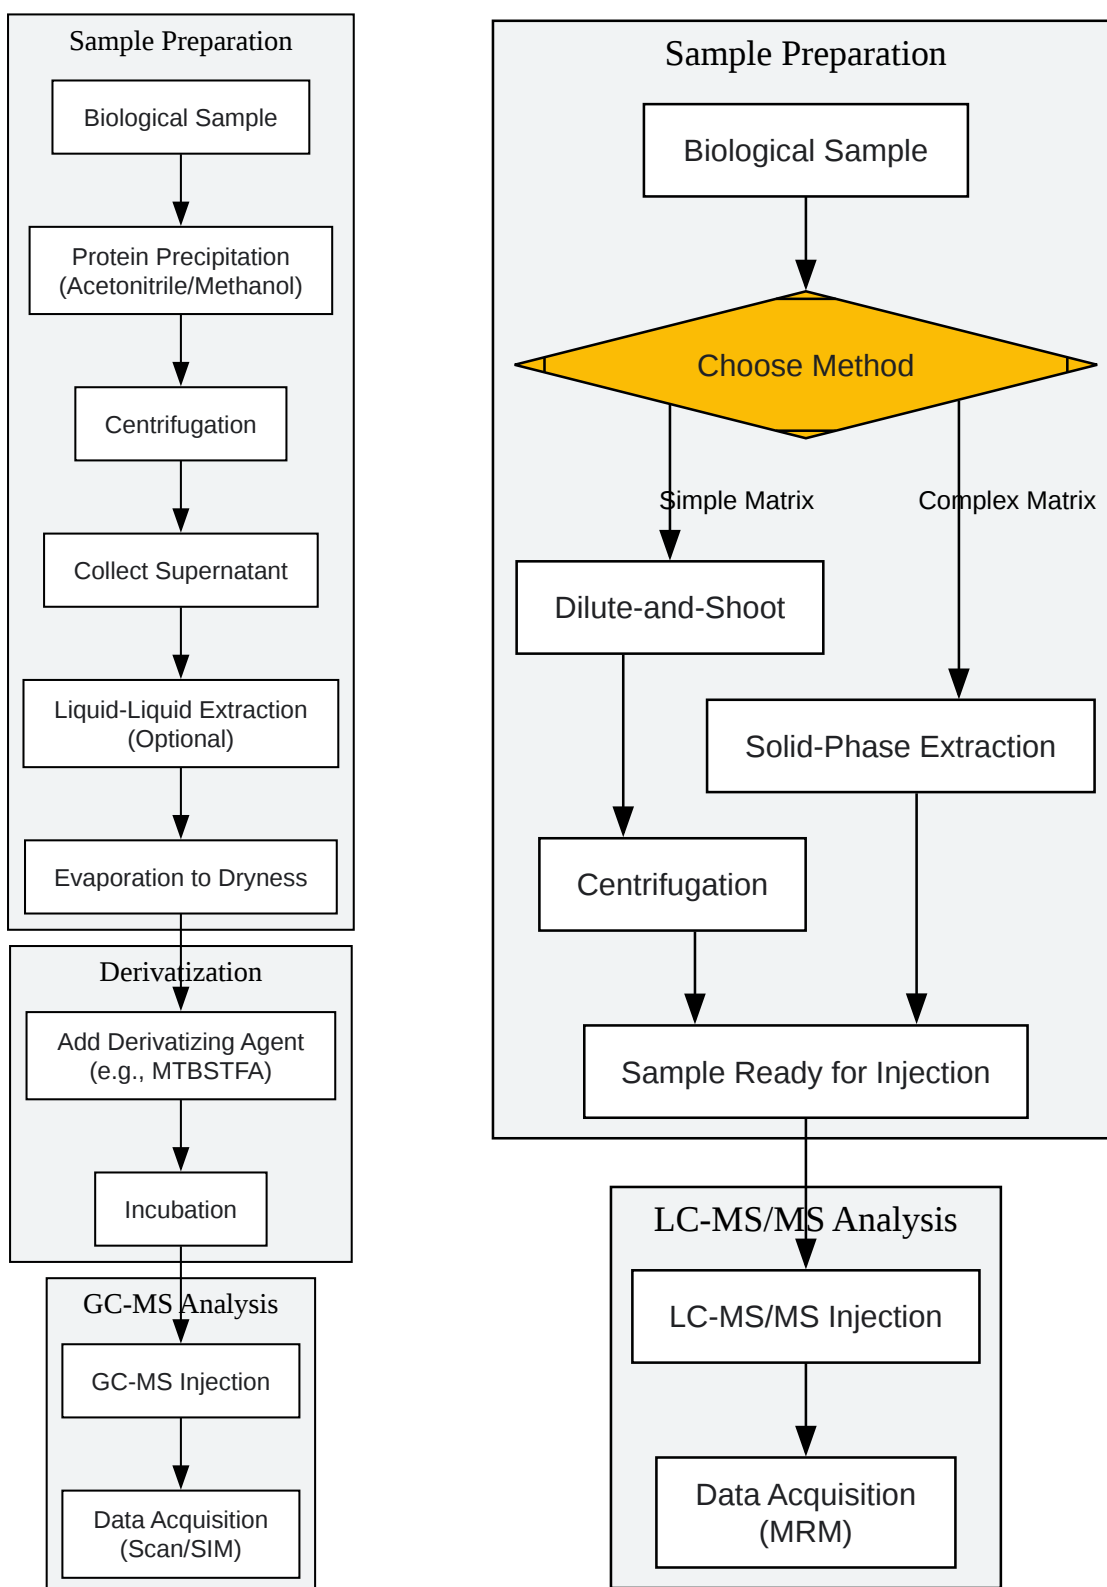 Sample Preparation
Biological Sample
Protein Precipitation
(Acetonitrile/Methanol)
Centrifugation
Collect Supernatant
Liquid-Liquid Extraction
(Optional)
Evaporation to Dryness
Derivatization
Add Derivatizing Agent
(e.g., MTBSTFA)
Incubation
GC-MS Analysis
GC-MS Injection
Data Acquisition
(Scan/SIM)
Sample Preparation
Biological Sample
Choose Method
Simple Matrix
Complex Matrix
Dilute-and-Shoot
Solid-Phase Extraction
Centrifugation
Sample Ready for Injection
LC-MS/MS Analysis
LC-MS/MS Injection
Data Acquisition
(MRM)